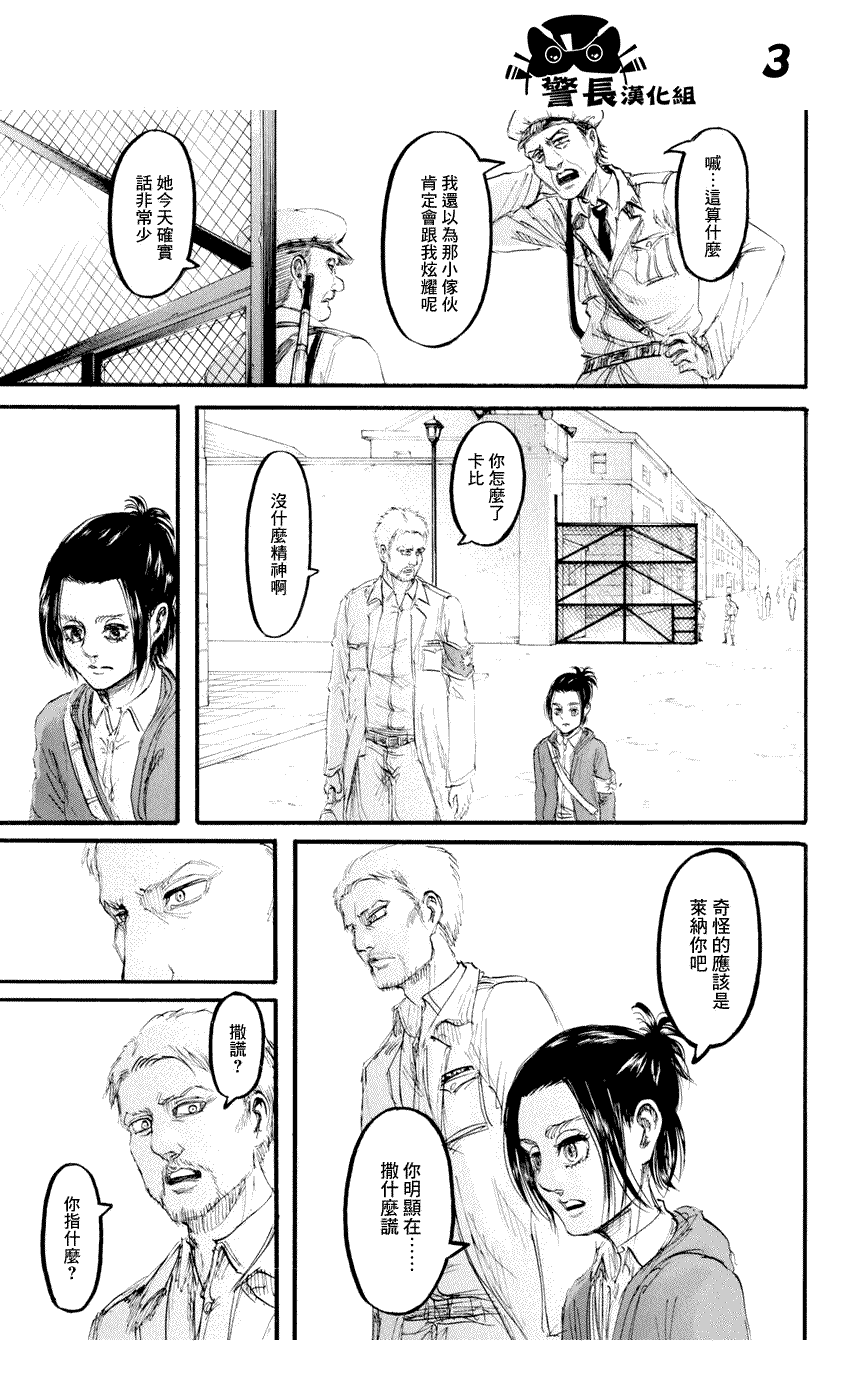 警長漢化組
3
嘁…這算什麼
我還以為那小傢伙
肯定會跟我炫耀呢
她今天確實
話非常少
你怎麼了
卡比
沒什麼精神啊
奇怪的應該是
萊納你吧
你明顯在……
撒什麼謊
撒謊？
你指什麼？